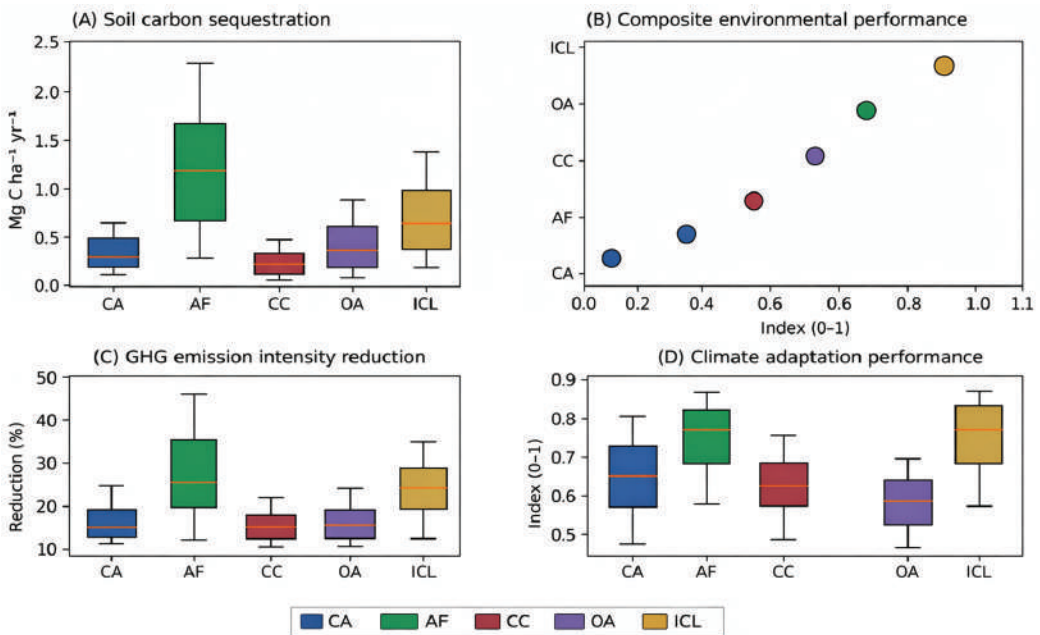 (A) Soil carbon sequestration
Mg C ha⁻¹ yr⁻¹
2.5
2.0
1.5
1.0
0.5
0.0
CA AF CC OA ICL
(B) Composite environmental performance
ICL
OA
CC
AF
CA
0.0 0.2 0.4 0.6 0.6 0.8 1.0 1.1
Index (0–1)
(C) GHG emission intensity reduction
Reduction (%)
50
40
30
20
10
CA AF CC OA ICL
(D) Climate adaptation performance
Index (0–1)
0.9
0.8
0.7
0.6
0.5
CA AF CC OA ICL
CA AF CC OA ICL